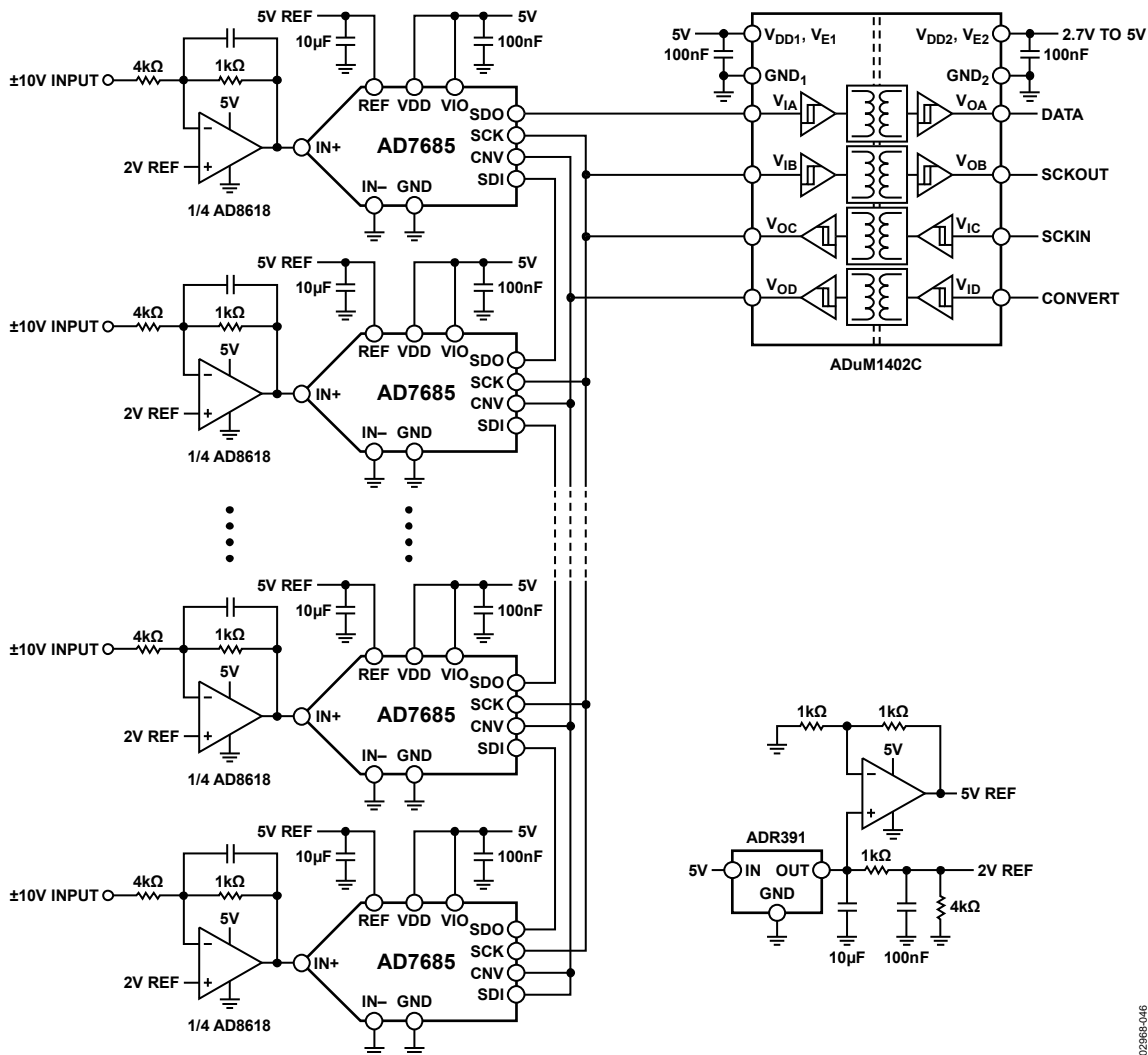 5V REF
10µF
5V
100nF
±10V INPUT
4kΩ
1kΩ
5V
2V REF
1/4 AD8618
–
+
IN+
REF VDD VIO
AD7685
SDO
SCK
CNV
SDI
IN– GND
5V REF
10µF
5V
100nF
±10V INPUT
4kΩ
1kΩ
5V
2V REF
1/4 AD8618
–
+
IN+
REF VDD VIO
AD7685
SDO
SCK
CNV
SDI
IN– GND
5V REF
10µF
5V
100nF
±10V INPUT
4kΩ
1kΩ
5V
2V REF
1/4 AD8618
–
+
IN+
REF VDD VIO
AD7685
SDO
SCK
CNV
SDI
IN– GND
5V REF
10µF
5V
100nF
±10V INPUT
4kΩ
1kΩ
5V
2V REF
1/4 AD8618
–
+
IN+
REF VDD VIO
AD7685
SDO
SCK
CNV
SDI
IN– GND
5V
100nF
VDD1, VE1
VDD2, VE2
2.7V TO 5V
100nF
GND1
GND2
VIA
VOA
DATA
VIB
VOB
SCKOUT
VOC
VIC
SCKIN
VOD
VID
CONVERT
ADuM1402C
1kΩ
1kΩ
5V
–
+
5V REF
ADR391
5V
IN OUT
GND
1kΩ
2V REF
4kΩ
10µF
100nF
02968-046